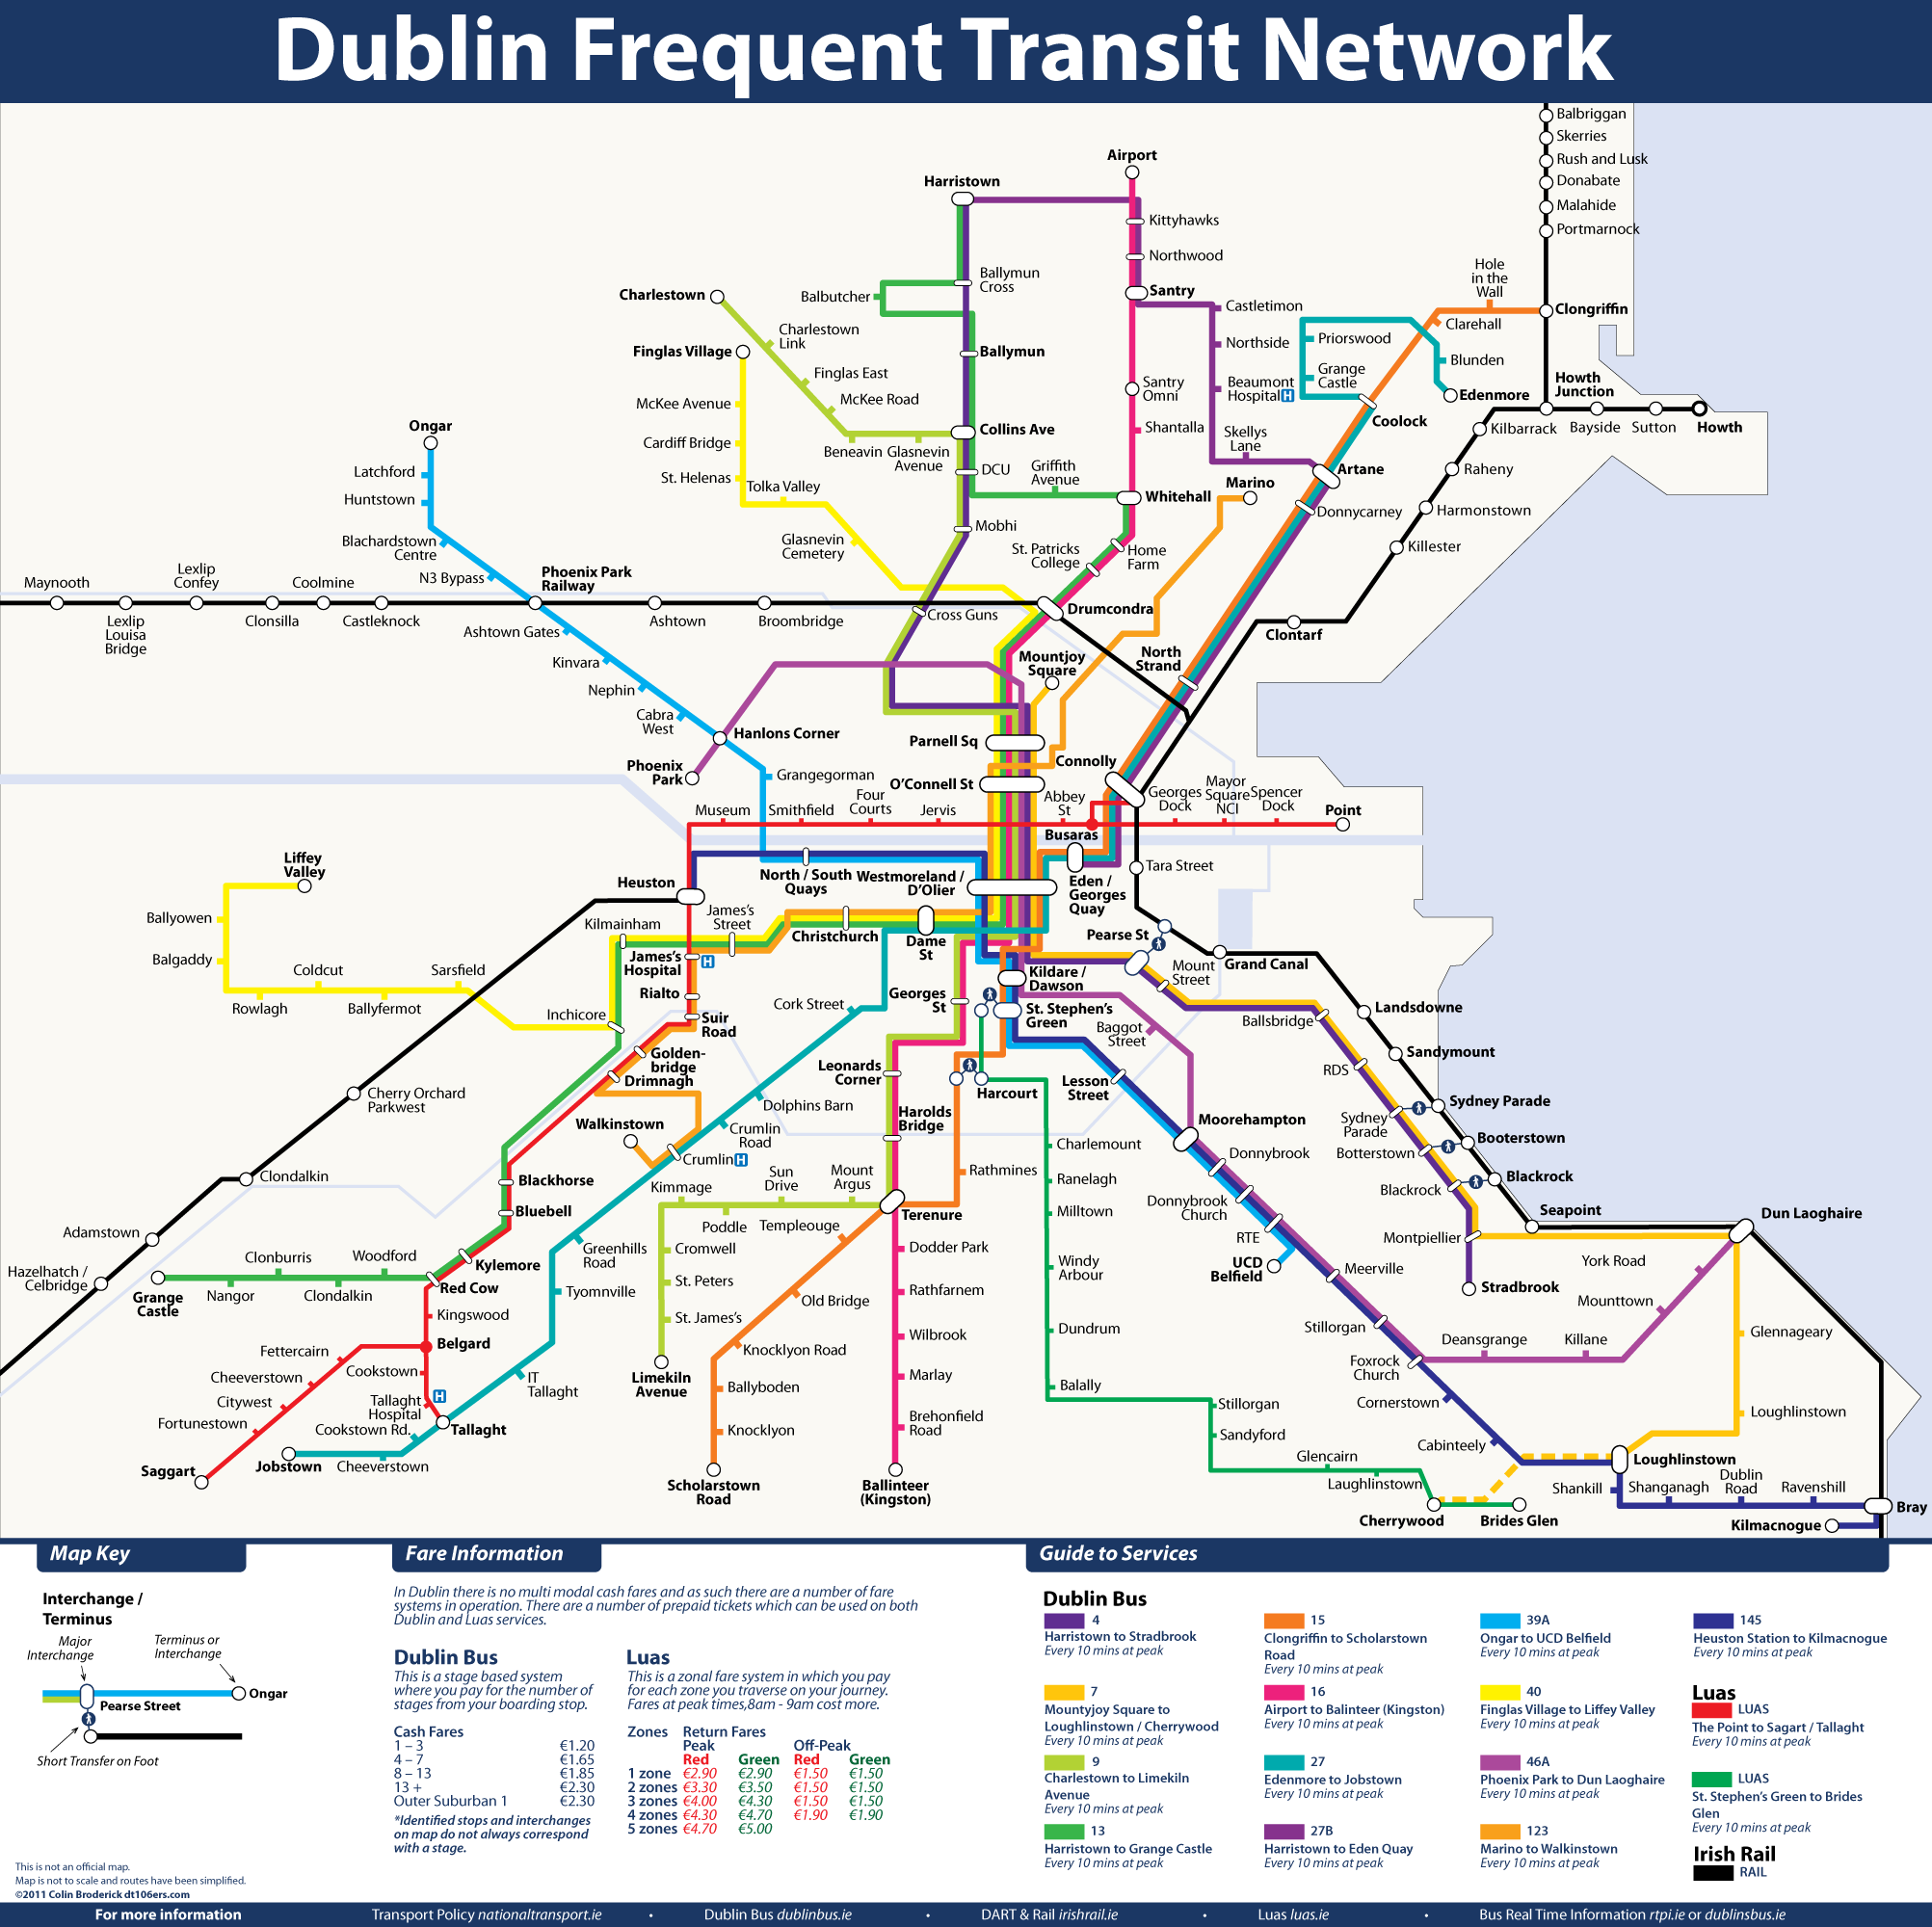 Dublin Frequent Transit Network
Balbriggan
Skerries
Rush and Lusk
Donabate
Malahide
Portmarnock
Airport
Harristown
Kittyhawks
Northwood
Santry
Hole
in the
Wall
Clongriffin
Clarehall
Ballymun
Cross
Balbutcher
Charlestown
Charlestown
Link
Castletimon
Northside
Priorswood
Blunden
Finglas Village
Ballymun
Finglas East
McKee Road
Santry
Omni
Beaumont
Hospital H
Grange
Castle
Edenmore
Howth
Junction
McKee Avenue
Coolock
Kilbarrack
Bayside
Sutton
Howth
Ongar
Collins Ave
Shantalla
Skellys
Lane
Cardiff Bridge
Beneavin
Glasnevin
Avenue
Latchford
St. Helenas
Tolka Valley
DCU
Griffith
Avenue
Artane
Raheny
Marino
Huntstown
Whitehall
Donnycarney
Harmonstown
Blachardstown
Centre
Glasnevin
Cemetery
Mobhi
St. Patricks
College
Home
Farm
Killester
N3 Bypass
Phoenix Park
Railway
Maynooth
Lexlip
Confey
Coolmine
Lexlip
Louisa
Bridge
Clonsilla
Castleknock
Ashtown Gates
Ashtown
Broombridge
Cross Guns
Drumcondra
Clontarf
Kinvara
Mountjoy
Square
North
Strand
Nephin
Cabra
West
Hanlons Corner
Parnell Sq
Phoenix
Park
Grangegorman
Connolly
O'Connell St
Museum
Smithfield
Four
Courts
Jervis
Abbey
St
Georges
Dock
Mayor
Square
NCI
Spencer
Dock
Point
Busaras
Tara Street
Liffey
Valley
Heuston
North / South
Quays
Westmoreland /
D'Olier
Eden /
Georges
Quay
Ballyowen
Kilmainham
James's
Street
Christchurch
Dame
St
Pearse St
Balgaddy
Coldcut
Sarsfield
James's
Hospital
H
Mount
Street
Grand Canal
Kildare /
Dawson
Rowlagh
Ballyfermot
Rialto
Cork Street
Georges
St
St. Stephen's
Green
Landsdowne
Inchicore
Suir
Road
Baggot
Street
Ballsbridge
Golden-
bridge
Sandymount
Drimnagh
Leonards
Corner
Lesson
Street
RDS
Cherry Orchard
Parkwest
Harcourt
Dolphins Barn
Walkinstown
Harolds
Bridge
Moorehampton
Sydney
Parade
Sydney Parade
Crumlin
Road
Charlemount
Donnybrook
Booterstown
Botterstown
Clondalkin
Crumlin H
Sun
Drive
Mount
Argus
Rathmines
Ranelagh
Blackhorse
Kimmage
Blackrock
Blackrock
Bluebell
Poddle
Templeouge
Terenure
Milltown
Donnybrook
Church
Seapoint
Dun Laoghaire
Adamstown
Greenhills
Road
Cromwell
Dodder Park
RTE
Montpiellier
Hazelhatch /
Celbridge
Clonburris
Woodford
Kylemore
Windy
Arbour
UCD
Belfield
Meerville
York Road
Grange
Castle
Nangor
Clondalkin
Red Cow
Tyomnville
St. Peters
Old Bridge
Rathfarnem
Stradbrook
Kingswood
St. James's
Mounttown
Fettercairn
Belgard
Knocklyon Road
Wilbrook
Dundrum
Stillorgan
Deansgrange
Killane
Glennageary
Cheeverstown
Cookstown
Limekiln
Avenue
Foxrock
Church
Citywest
Tallaght
Hospital
H
IT
Tallaght
Ballyboden
Marlay
Balally
Cornerstown
Fortunestown
Cookstown Rd.
Tallaght
Knocklyon
Brehonfield
Road
Stillorgan
Loughlinstown
Saggart
Jobstown
Cheeverstown
Sandyford
Cabinteely
Scholarstown
Road
Ballinteer
(Kingston)
Glencairn
Laughlinstown
Loughlinstown
Shankill
Shanganagh
Dublin
Road
Ravenshill
Cherrywood
Brides Glen
Bray
Kilmacnogue
Map Key
Interchange /
Terminus
Major
Interchange
Terminus or
Interchange
Ongar
Pearse Street
Short Transfer on Foot
This is not an official map.
Map is not to scale and routes have been simplified.
©2011 Colin Broderick dt106ers.com
Fare Information
In Dublin there is no multi modal cash fares and as such there are a number of fare
systems in operation. There are a number of prepaid tickets which can be used on both
Dublin and Luas services.
Dublin Bus
This is a stage based system
where you pay for the number of
stages from your boarding stop.
Cash Fares
1 – 3 €1.20
4 – 7 €1.65
8 – 13 €1.85
13 + €2.30
Outer Suburban 1 €2.30
*Identified stops and interchanges
on map do not always correspond
with a stage.
Luas
This is a zonal fare system in which you pay
for each zone you traverse on your journey.
Fares at peak times,8am - 9am cost more.
Zones Return Fares
Peak Off-Peak
Red Green Red Green
1 zone €2.90 €2.90 €1.50 €1.50
2 zones €3.30 €3.50 €1.50 €1.50
3 zones €4.00 €4.30 €1.50 €1.50
4 zones €4.30 €4.70 €1.90 €1.90
5 zones €4.70 €5.00
Guide to Services
Dublin Bus
4
Harristown to Stradbrook
Every 10 mins at peak
7
Mountyjoy Square to
Loughlinstown / Cherrywood
Every 10 mins at peak
9
Charlestown to Limekiln
Avenue
Every 10 mins at peak
13
Harristown to Grange Castle
Every 10 mins at peak
15
Clongriffin to Scholarstown
Road
Every 10 mins at peak
16
Airport to Balinteer (Kingston)
Every 10 mins at peak
27
Edenmore to Jobstown
Every 10 mins at peak
27B
Harristown to Eden Quay
Every 10 mins at peak
39A
Ongar to UCD Belfield
Every 10 mins at peak
40
Finglas Village to Liffey Valley
Every 10 mins at peak
46A
Phoenix Park to Dun Laoghaire
Every 10 mins at peak
123
Marino to Walkinstown
Every 10 mins at peak
145
Heuston Station to Kilmacnogue
Every 10 mins at peak
Luas
LUAS
The Point to Sagart / Tallaght
Every 10 mins at peak
LUAS
St. Stephen's Green to Brides
Glen
Every 10 mins at peak
Irish Rail
RAIL
For more information
Transport Policy nationaltransport.ie • Dublin Bus dublinbus.ie • DART & Rail irishrail.ie • Luas luas.ie • Bus Real Time Information rtpi.ie or dublinsbus.ie